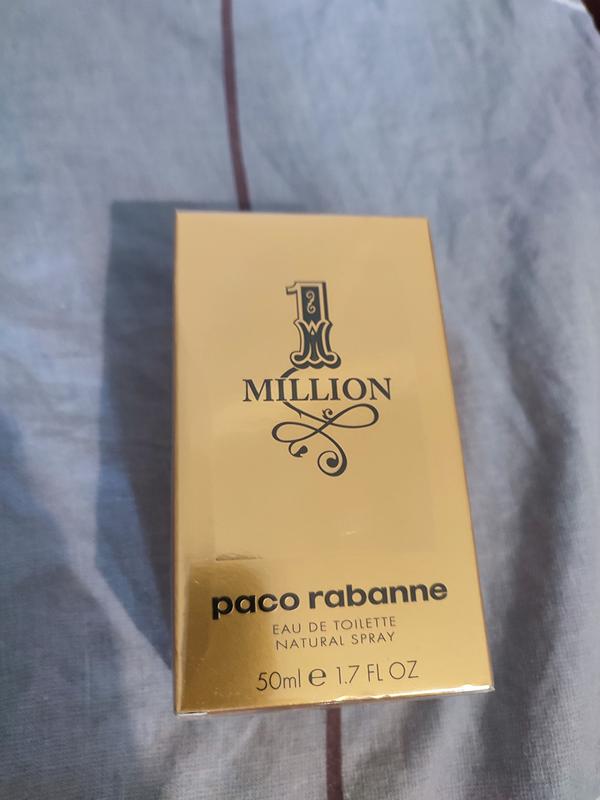 1
MILLION
paco rabanne
EAU DE TOILETTE
NATURAL SPRAY
50ml e 1.7 FL OZ